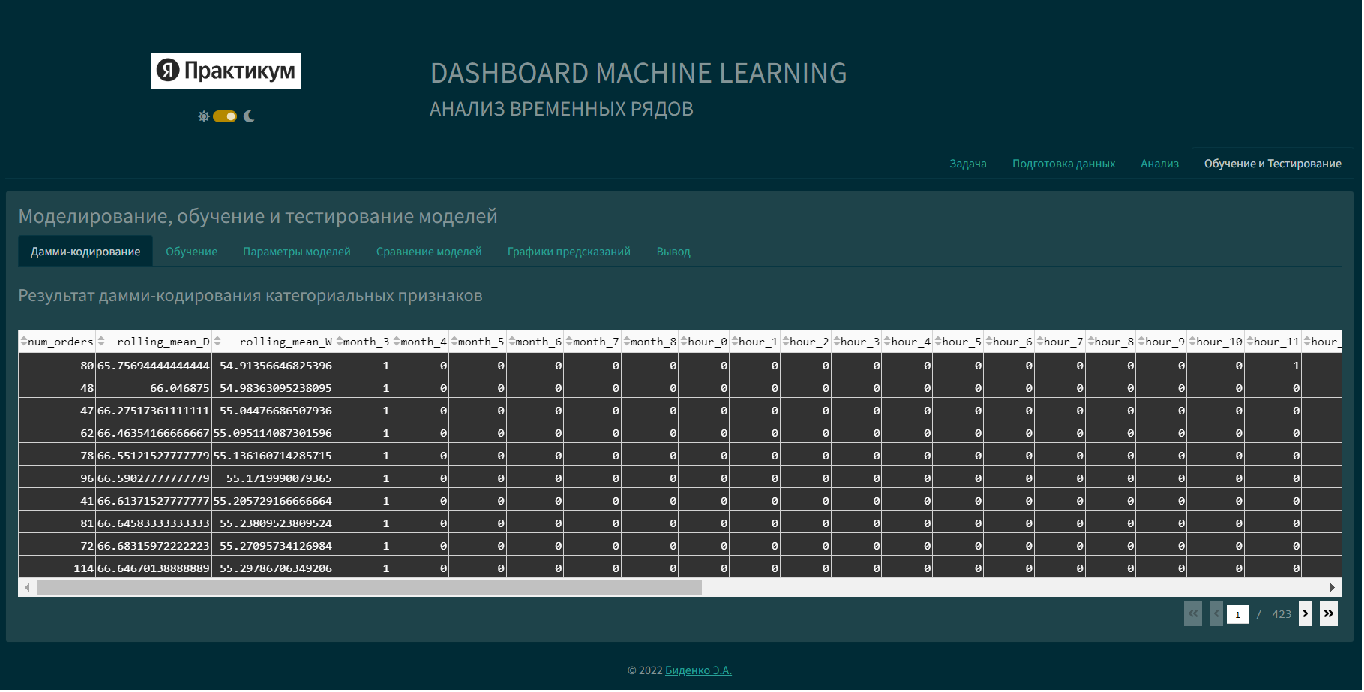 Я Практикум
DASHBOARD MACHINE LEARNING
АНАЛИЗ ВРЕМЕННЫХ РЯДОВ
Задача Подготовка данных Анализ Обучение и Тестирование
Моделирование, обучение и тестирование моделей
Дамми-кодирование Обучение Параметры моделей Сравнение моделей Графики предсказаний Вывод
Результат дамми-кодирования категориальных признаков
num_orders rolling_mean_D rolling_mean_W month_3 month_4 month_5 month_6 month_7 month_8 hour_0 hour_1 hour_2 hour_3 hour_4 hour_5 hour_6 hour_7 hour_8 hour_9 hour_10 hour_11 hour_
80 65.75694444444444 54.91356646825396 1 0 0 0 0 0 0 0 0 0 0 0 0 0 0 0 0 1
48 66.046875 54.98363095238095 1 0 0 0 0 0 0 0 0 0 0 0 0 0 0 0 0 0
47 66.27517361111111 55.04476686507936 1 0 0 0 0 0 0 0 0 0 0 0 0 0 0 0 0 0
62 66.46354166666667 55.095114087301596 1 0 0 0 0 0 0 0 0 0 0 0 0 0 0 0 0 0
78 66.55121527777779 55.136160714285715 1 0 0 0 0 0 0 0 0 0 0 0 0 0 0 0 0 0
96 66.59027777777779 55.1719990079365 1 0 0 0 0 0 0 0 0 0 0 0 0 0 0 0 0 0
41 66.61371527777777 55.205729166666664 1 0 0 0 0 0 0 0 0 0 0 0 0 0 0 0 0 0
81 66.64583333333333 55.23809523809524 1 0 0 0 0 0 0 0 0 0 0 0 0 0 0 0 0 0
72 66.68315972222223 55.27095734126984 1 0 0 0 0 0 0 0 0 0 0 0 0 0 0 0 0 0
114 66.64670138888889 55.29786706349206 1 0 0 0 0 0 0 0 0 0 0 0 0 0 0 0 0 0
« < 1 / 423 > »
© 2022 Биденко Э.А.